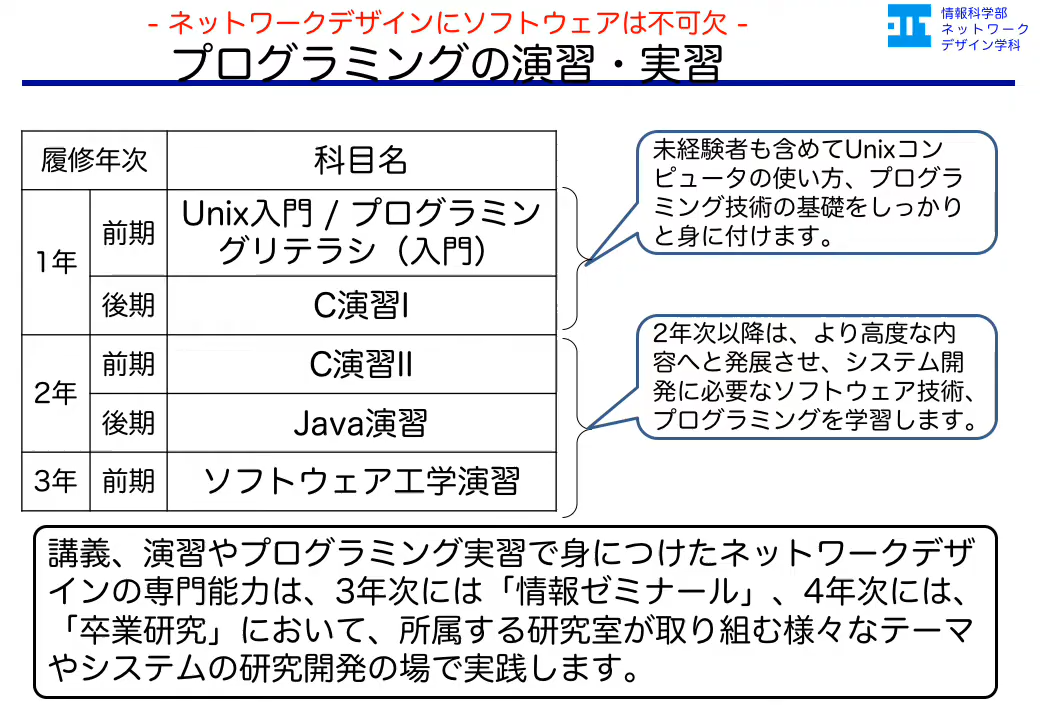 - ネットワークデザインにソフトウェアは不可欠 -
プログラミングの演習・実習
情報科学部
ネットワーク
デザイン学科
履修年次
科目名
1年
前期
Unix入門 / プログラミン
グリテラシ（入門）
後期
C演習I
2年
前期
C演習II
後期
Java演習
3年
前期
ソフトウェア工学演習
未経験者も含めてUnixコン
ピュータの使い方、プログラ
ミング技術の基礎をしっかり
と身に付けます。
2年次以降は、より高度な内
容へと発展させ、システム開
発に必要なソフトウェア技術、
プログラミングを学習します。
講義、演習やプログラミング実習で身につけたネットワークデザ
インの専門能力は、3年次には「情報ゼミナール」、4年次には、
「卒業研究」において、所属する研究室が取り組む様々なテーマ
やシステムの研究開発の場で実践します。